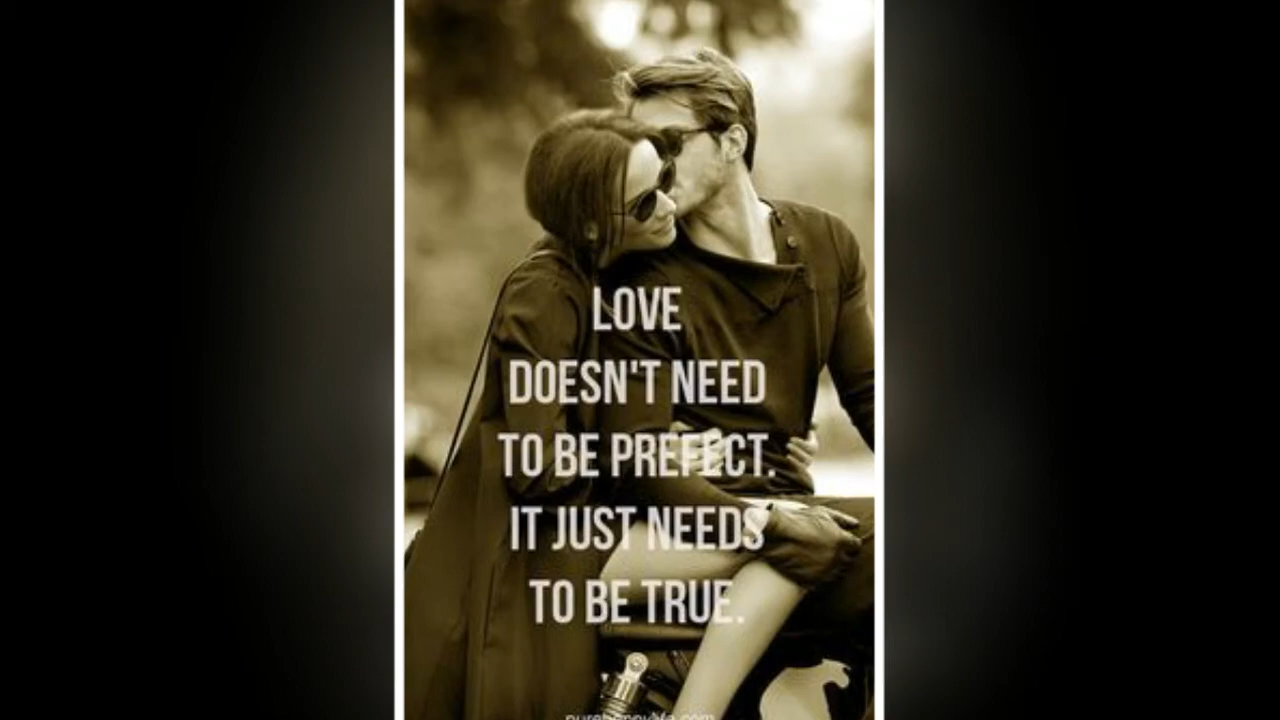 LOVE
DOESN'T NEED
TO BE PREFECT.
IT JUST NEEDS
TO BE TRUE.